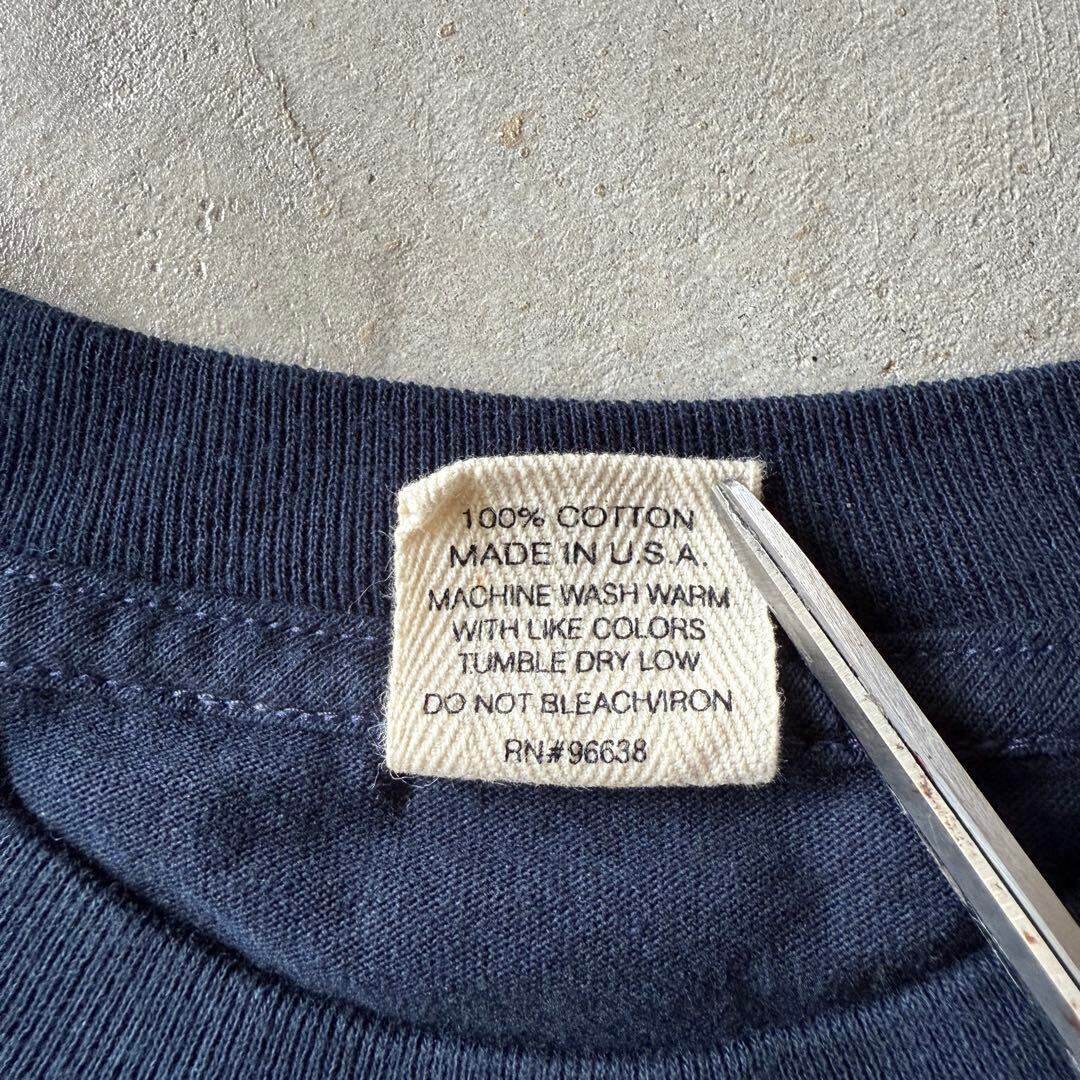 100% COTTON
MADE IN U.S.A.
MACHINE WASH WARM
WITH LIKE COLORS
TUMBLE DRY LOW
DO NOT BLEACH/IRON
RN#96638